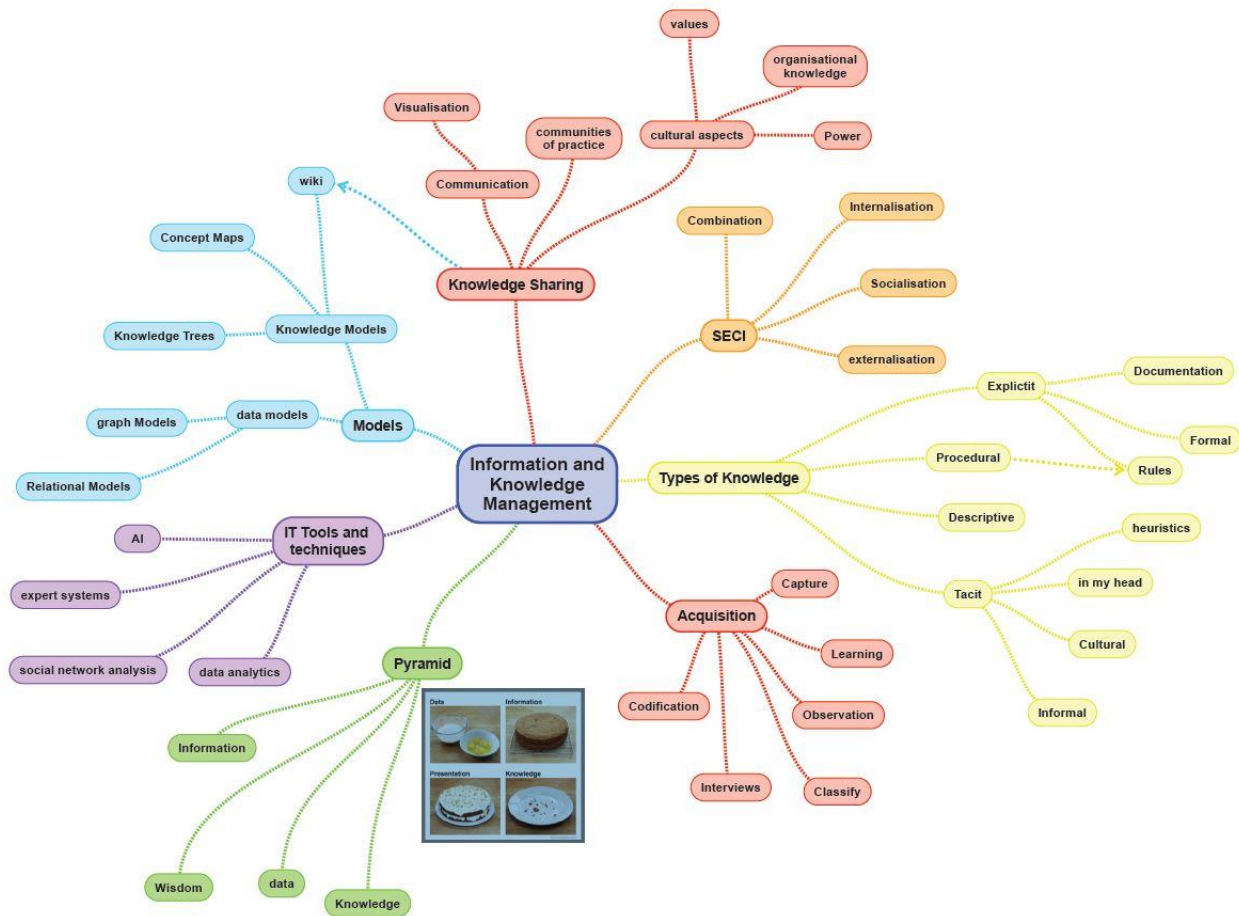 values
organisational
knowledge
cultural aspects
Power
Visualisation
communities
of practice
Communication
Knowledge Sharing
wiki
Concept Maps
Knowledge Trees
Knowledge Models
graph Models
data models
Models
Relational Models
Combination
Internalisation
Socialisation
SECI
externalisation
Information and
Knowledge
Management
Types of Knowledge
Explictit
Documentation
Formal
Procedural
Rules
Descriptive
Tacit
heuristics
in my head
Cultural
Informal
IT Tools and
techniques
AI
expert systems
social network analysis
data analytics
Acquisition
Capture
Learning
Observation
Classify
Interviews
Codification
Pyramid
Information
Wisdom
data
Knowledge
Data
Information
Presentation
Knowledge